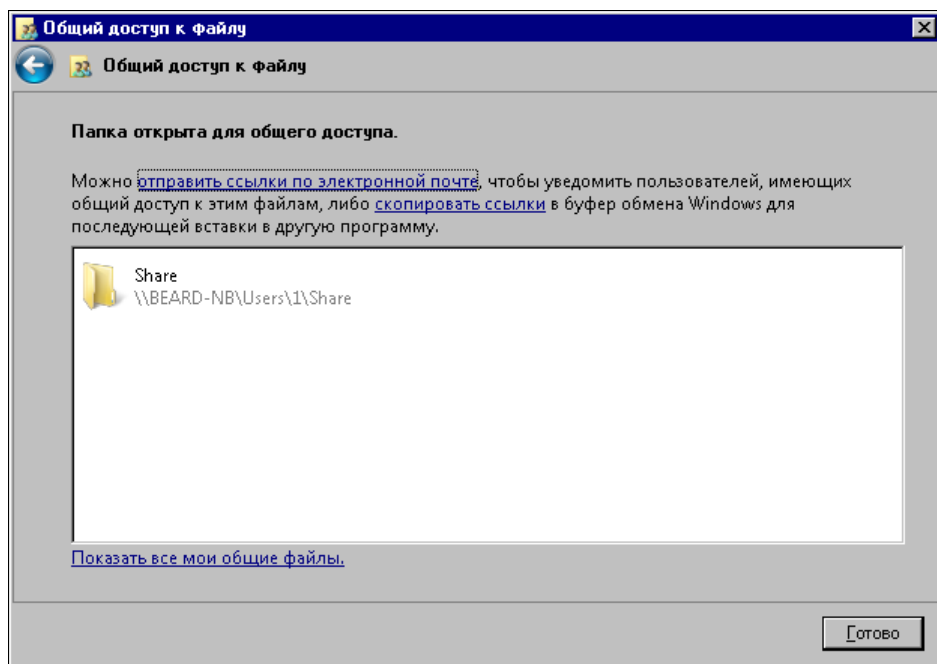 Общий доступ к файлу
Общий доступ к файлу
Папка открыта для общего доступа.
Можно отправить ссылки по электронной почте, чтобы уведомить пользователей, имеющих
общий доступ к этим файлам, либо скопировать ссылки в буфер обмена Windows для
последующей вставки в другую программу.
Share
\\BEARD-NB\Users\1\Share
Показать все мои общие файлы.
Готово